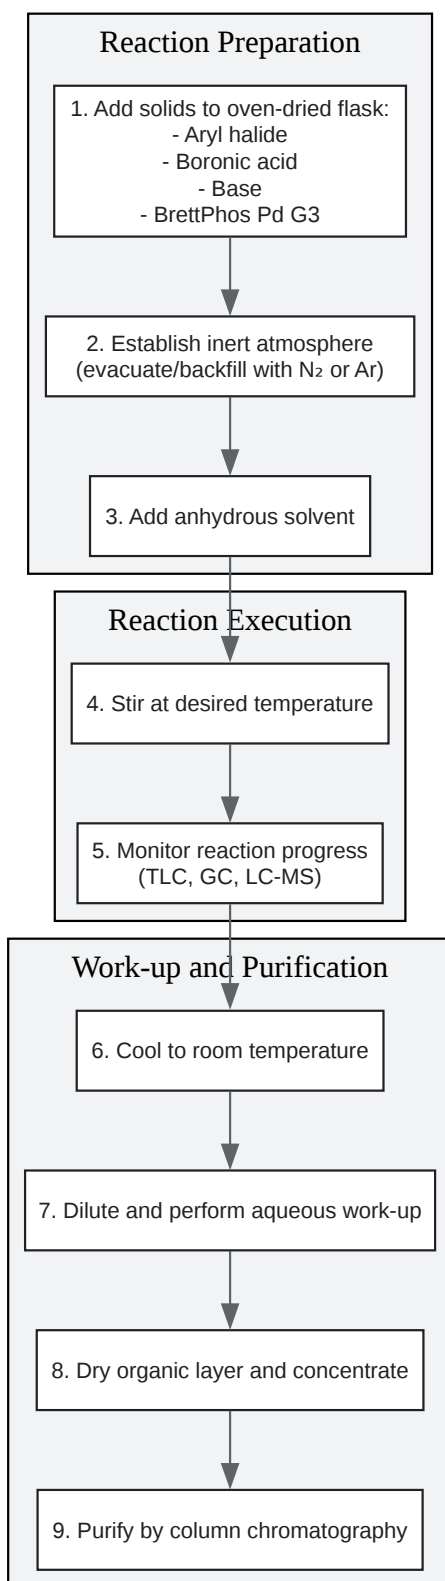 Reaction Preparation
1. Add solids to oven-dried flask:
- Aryl halide
- Boronic acid
- Base
- BrettPhos Pd G3
2. Establish inert atmosphere
(evacuate/backfill with N₂ or Ar)
3. Add anhydrous solvent
Reaction Execution
4. Stir at desired temperature
5. Monitor reaction progress
(TLC, GC, LC-MS)
Work-up and Purification
6. Cool to room temperature
7. Dilute and perform aqueous work-up
8. Dry organic layer and concentrate
9. Purify by column chromatography